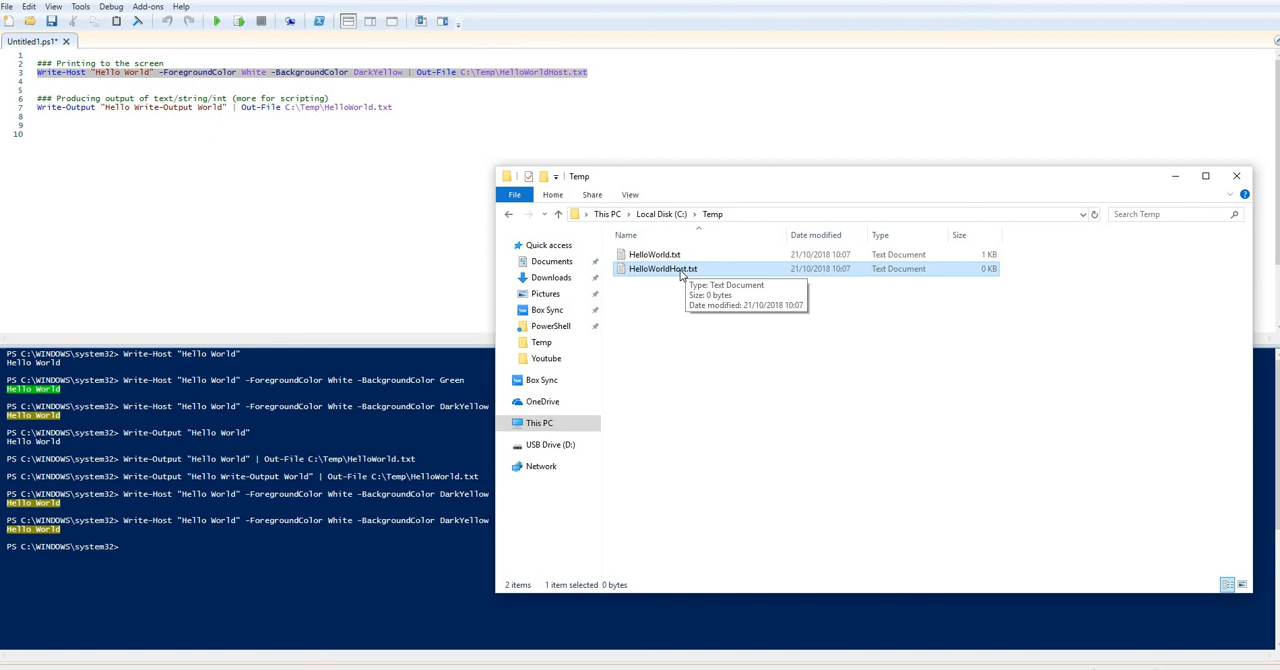 File Edit View Tools Debug Add-ons Help
Untitled1.ps1*
1
2 ### Printing to the screen
3 Write-Host "Hello World" -ForegroundColor White -BackgroundColor DarkYellow | Out-File C:\Temp\HelloWorldHost.txt
4
5
6 ### Producing output of text/string/int (more for scripting)
7 Write-Output "Hello Write-Output World" | Out-File C:\Temp\HelloWorld.txt
8
9
10
Temp
File Home Share View
This PC Local Disk (C:) Temp
Search Temp
Name Date modified Type Size
HelloWorld.txt 21/10/2018 10:07 Text Document 1 KB
HelloWorldHost.txt 21/10/2018 10:07 Text Document 0 KB
Type: Text Document
Size: 0 bytes
Date modified: 21/10/2018 10:07
Quick access
Documents
Downloads
Pictures
Box Sync
PowerShell
Temp
Youtube
Box Sync
OneDrive
This PC
USB Drive (D:)
Network
2 items 1 item selected 0 bytes
PS C:\WINDOWS\system32> Write-Host "Hello World"
Hello World
PS C:\WINDOWS\system32> Write-Host "Hello World" -ForegroundColor White -BackgroundColor Green
Hello World
PS C:\WINDOWS\system32> Write-Host "Hello World" -ForegroundColor White -BackgroundColor DarkYellow
Hello World
PS C:\WINDOWS\system32> Write-Output "Hello World"
Hello World
PS C:\WINDOWS\system32> Write-Output "Hello World" | Out-File C:\Temp\HelloWorld.txt
PS C:\WINDOWS\system32> Write-Output "Hello Write-Output World" | Out-File C:\Temp\HelloWorld.txt
PS C:\WINDOWS\system32> Write-Host "Hello World" -ForegroundColor White -BackgroundColor DarkYellow
Hello World
PS C:\WINDOWS\system32> Write-Host "Hello World" -ForegroundColor White -BackgroundColor DarkYellow
Hello World
PS C:\WINDOWS\system32>